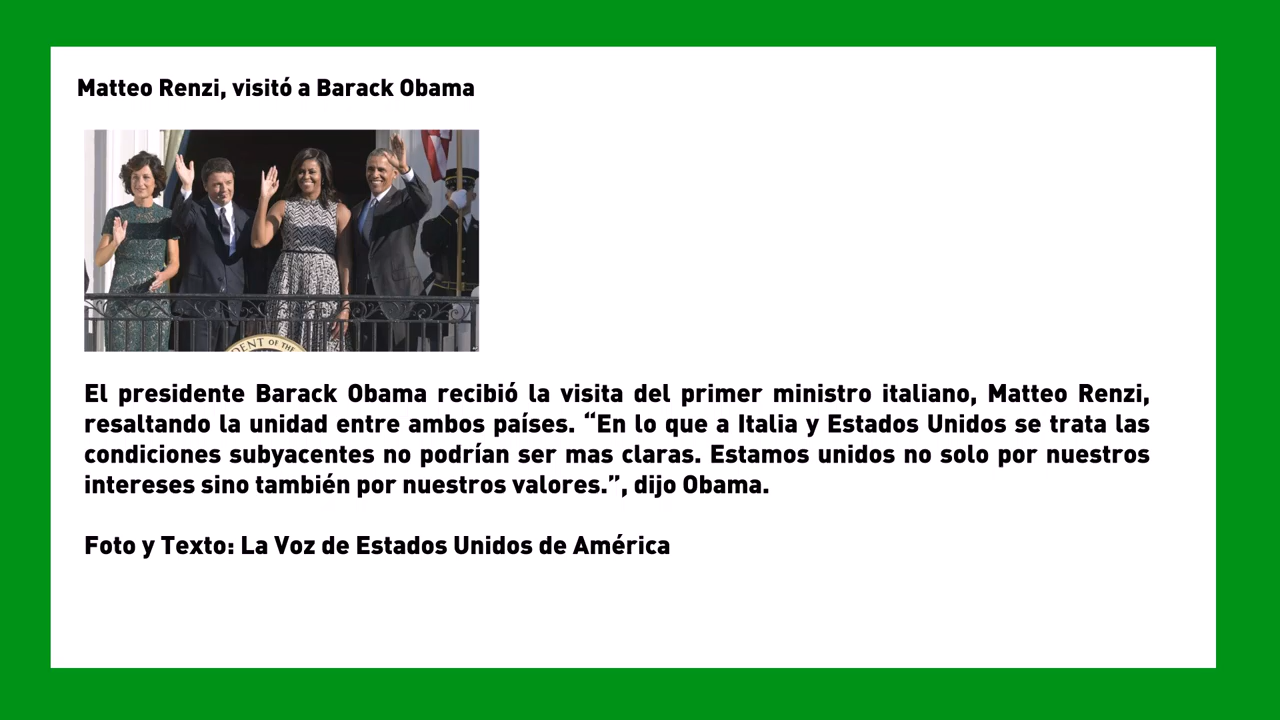 Matteo Renzi, visitó a Barack Obama
DENT OF THE
El presidente Barack Obama recibió la visita del primer ministro italiano, Matteo Renzi,
resaltando la unidad entre ambos países. “En lo que a Italia y Estados Unidos se trata las
condiciones subyacentes no podrían ser mas claras. Estamos unidos no solo por nuestros
intereses sino también por nuestros valores.”, dijo Obama.
Foto y Texto: La Voz de Estados Unidos de América